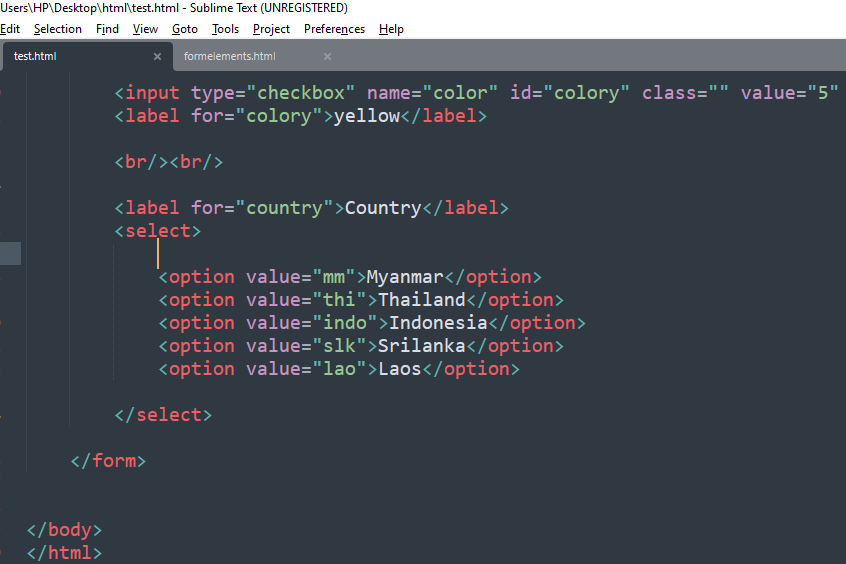 Users\HP\Desktop\html\test.html - Sublime Text (UNREGISTERED)
Edit Selection Find View Goto Tools Project Preferences Help
test.html × formelements.html ×
<input type="checkbox" name="color" id="colory" class="" value="5"
<label for="colory">yellow</label>
<br/><br/>
<label for="country">Country</label>
<select>
<option value="mm">Myanmar</option>
<option value="thi">Thailand</option>
<option value="indo">Indonesia</option>
<option value="slk">Srilanka</option>
<option value="lao">Laos</option>
</select>
</form>
</body>
</html>